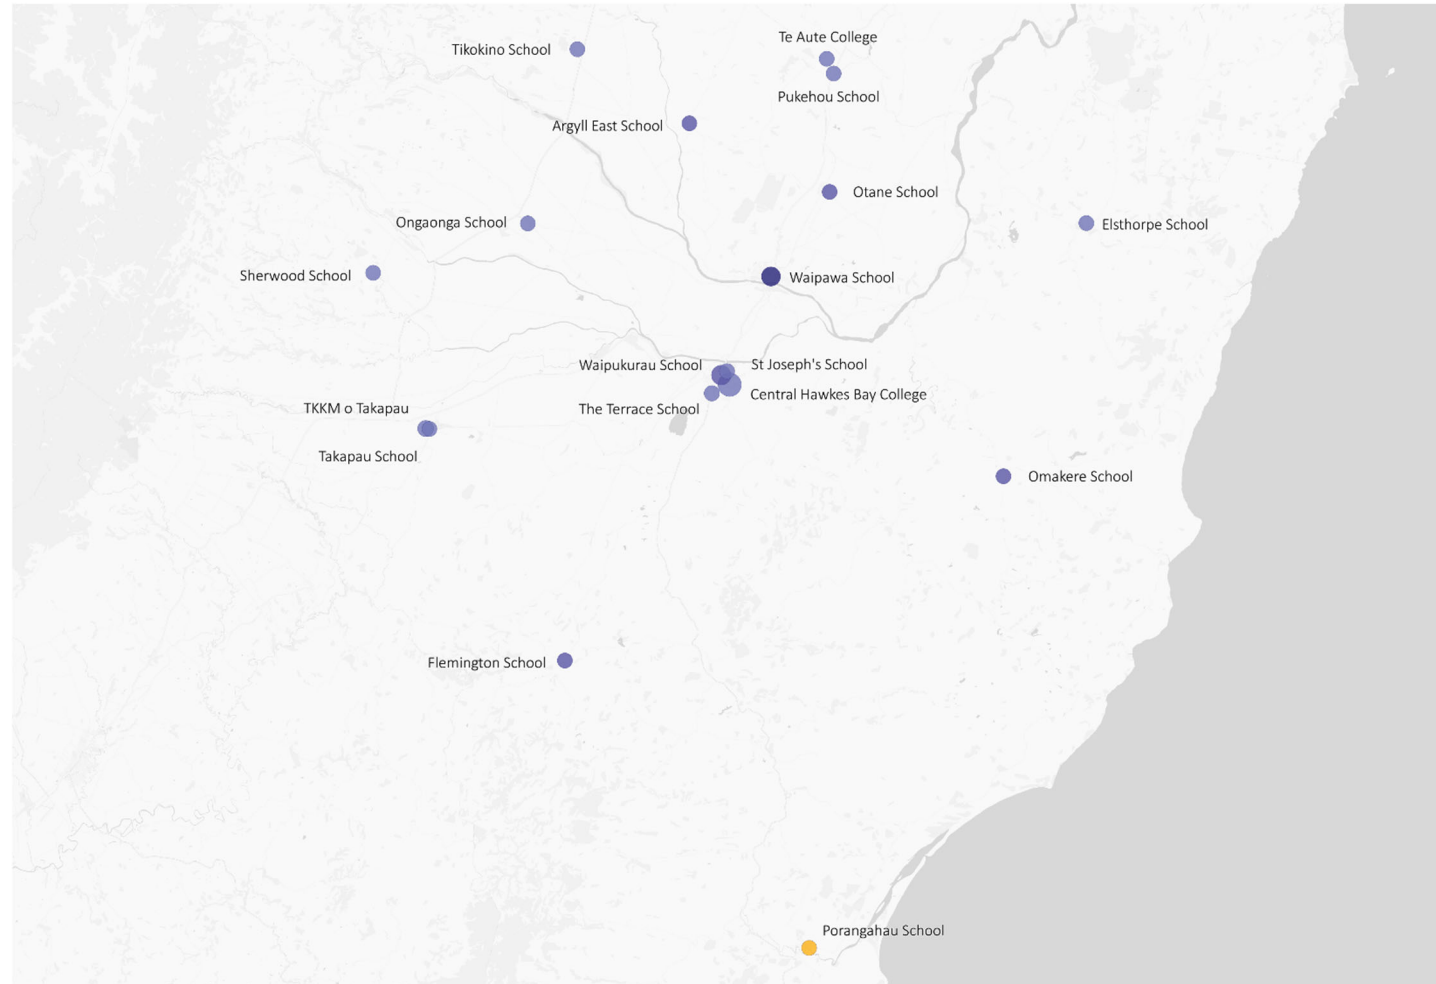 Te Aute College
Tikokino School
Pukehou School
Argyll East School
Otane School
Ongaonga School
Elsthorpe School
Sherwood School
Waipawa School
Waipukurau School
St Joseph's School
Central Hawkes Bay College
The Terrace School
TKKM o Takapau
Takapau School
Omakere School
Flemington School
Porangahau School